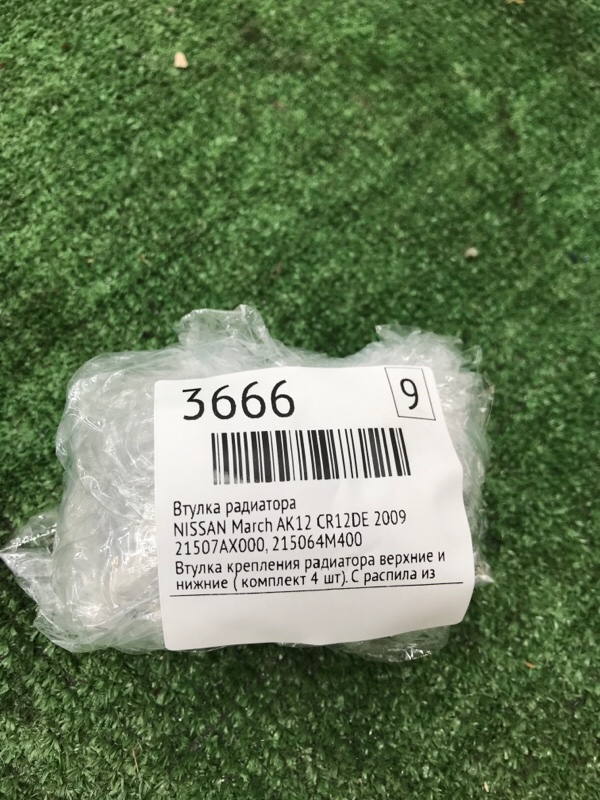 3666
9
Втулка радиатора
NISSAN March AK12 CR12DE 2009
21507AX000, 215064M400
Втулка крепления радиатора верхние и
нижние ( комплект 4 шт). С распила из